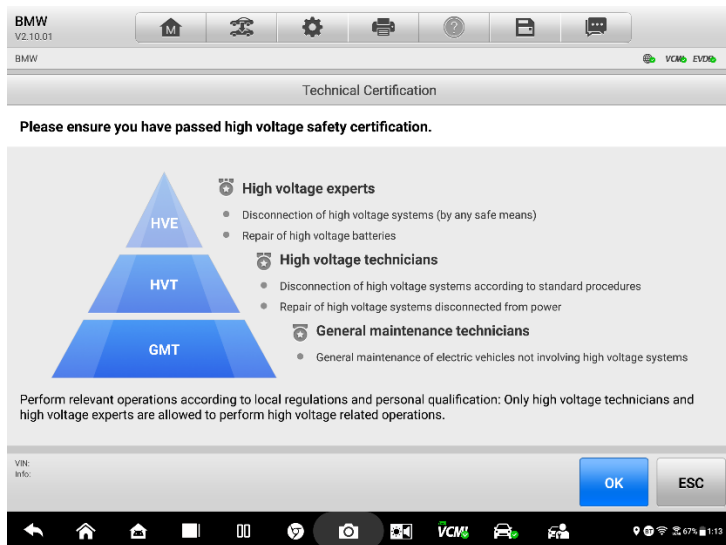 BMW
V2.10.01
M
?
BMW
VCMI EVDB
Technical Certification
Please ensure you have passed high voltage safety certification.
High voltage experts
Disconnection of high voltage systems (by any safe means)
HVE
Repair of high voltage batteries
High voltage technicians
HVT
Disconnection of high voltage systems according to standard procedures
Repair of high voltage systems disconnected from power
General maintenance technicians
GMT
General maintenance of electric vehicles not involving high voltage systems
Perform relevant operations according to local regulations and personal qualification: Only high voltage technicians and
high voltage experts are allowed to perform high voltage related operations.
VIN:
Info:
OK
ESC
VCMI
67% 1:13